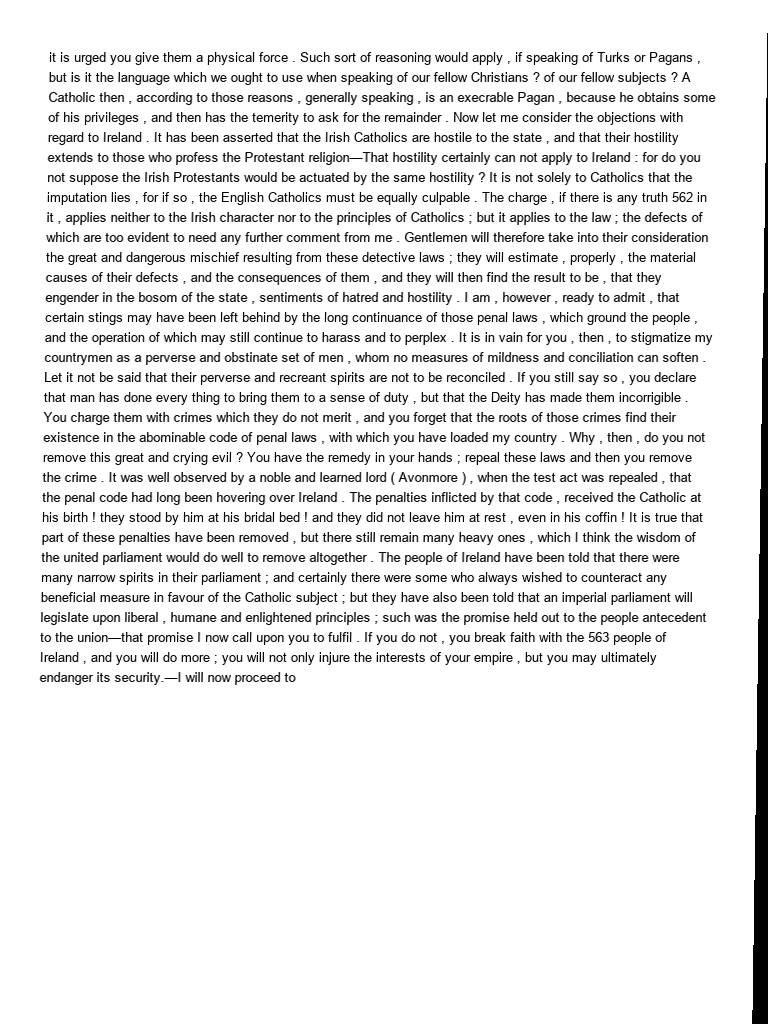 it is urged you give them a physical force . Such sort of reasoning would apply , if speaking of Turks or Pagans ,
but is it the language which we ought to use when speaking of our fellow Christians ? of our fellow subjects ? A
Catholic then , according to those reasons , generally speaking , is an execrable Pagan , because he obtains some
of his privileges , and then has the temerity to ask for the remainder . Now let me consider the objections with
regard to Ireland . It has been asserted that the Irish Catholics are hostile to the state , and that their hostility
extends to those who profess the Protestant religion—That hostility certainly can not apply to Ireland : for do you
not suppose the Irish Protestants would be actuated by the same hostility ? It is not solely to Catholics that the
imputation lies , for if so , the English Catholics must be equally culpable . The charge , if there is any truth 562 in
it , applies neither to the Irish character nor to the principles of Catholics ; but it applies to the law ; the defects of
which are too evident to need any further comment from me . Gentlemen will therefore take into their consideration
the great and dangerous mischief resulting from these detective laws ; they will estimate , properly , the material
causes of their defects , and the consequences of them , and they will then find the result to be , that they
engender in the bosom of the state , sentiments of hatred and hostility . I am , however , ready to admit , that
certain stings may have been left behind by the long continuance of those penal laws , which ground the people ,
and the operation of which may still continue to harass and to perplex . It is in vain for you , then , to stigmatize my
countrymen as a perverse and obstinate set of men , whom no measures of mildness and conciliation can soften .
Let it not be said that their perverse and recreant spirits are not to be reconciled . If you still say so , you declare
that man has done every thing to bring them to a sense of duty , but that the Deity has made them incorrigible .
You charge them with crimes which they do not merit , and you forget that the roots of those crimes find their
existence in the abominable code of penal laws , with which you have loaded my country . Why , then , do you not
remove this great and crying evil ? You have the remedy in your hands ; repeal these laws and then you remove
the crime . It was well observed by a noble and learned lord ( Avonmore ) , when the test act was repealed , that
the penal code had long been hovering over Ireland . The penalties inflicted by that code , received the Catholic at
his birth ! they stood by him at his bridal bed ! and they did not leave him at rest , even in his coffin ! It is true that
part of these penalties have been removed , but there still remain many heavy ones , which I think the wisdom of
the united parliament would do well to remove altogether . The people of Ireland have been told that there were
many narrow spirits in their parliament ; and certainly there were some who always wished to counteract any
beneficial measure in favour of the Catholic subject ; but they have also been told that an imperial parliament will
legislate upon liberal , humane and enlightened principles ; such was the promise held out to the people antecedent
to the union—that promise I now call upon you to fulfil . If you do not , you break faith with the 563 people of
Ireland , and you will do more ; you will not only injure the interests of your empire , but you may ultimately
endanger its security.—I will now proceed to